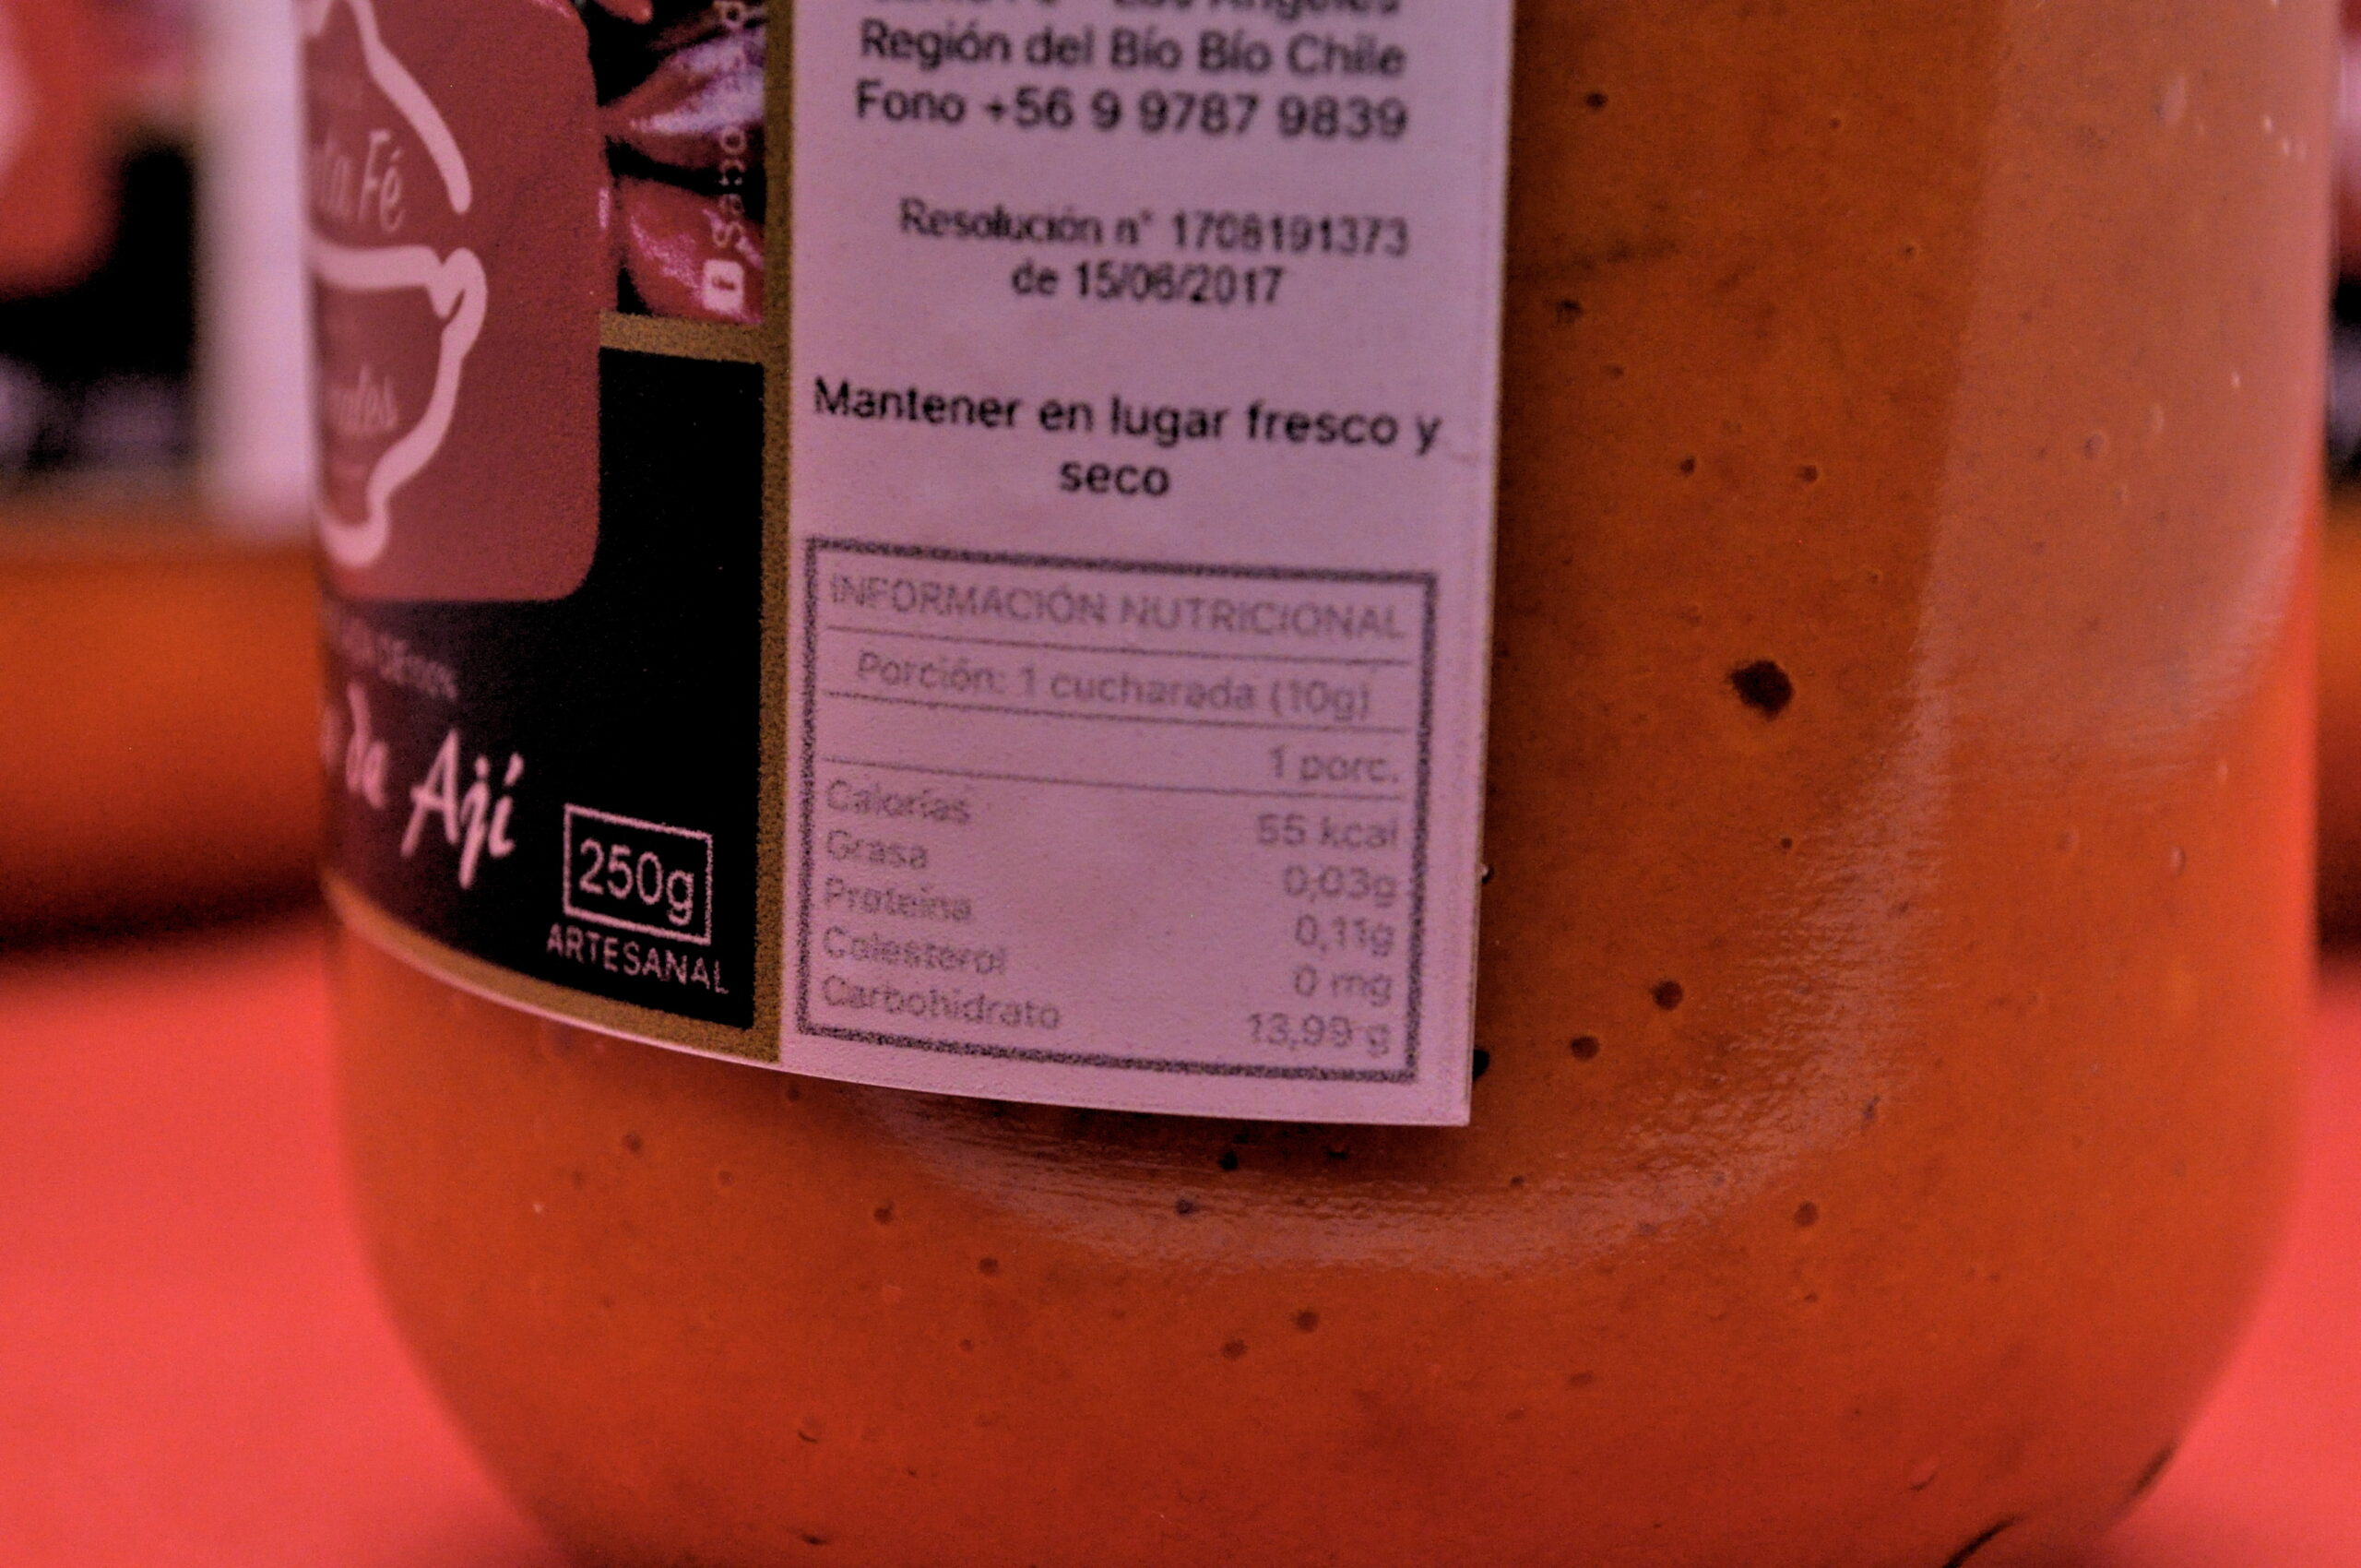 Fé
da Ají
250g
ARTESANAL
Región del Bío Bío Chile
Fono +56 9 9787 9839
Resolución n° 1708191373
de 15/06/2017
Mantener en lugar fresco y
seco
INFORMACIÓN NUTRICIONAL
Porción: 1 cucharada (10g)
1 porc.
Calorías 55 kcal
Grasa 0,03g
Proteína 0,11g
Colesterol 0 mg
Carbohidrato 13,99 g